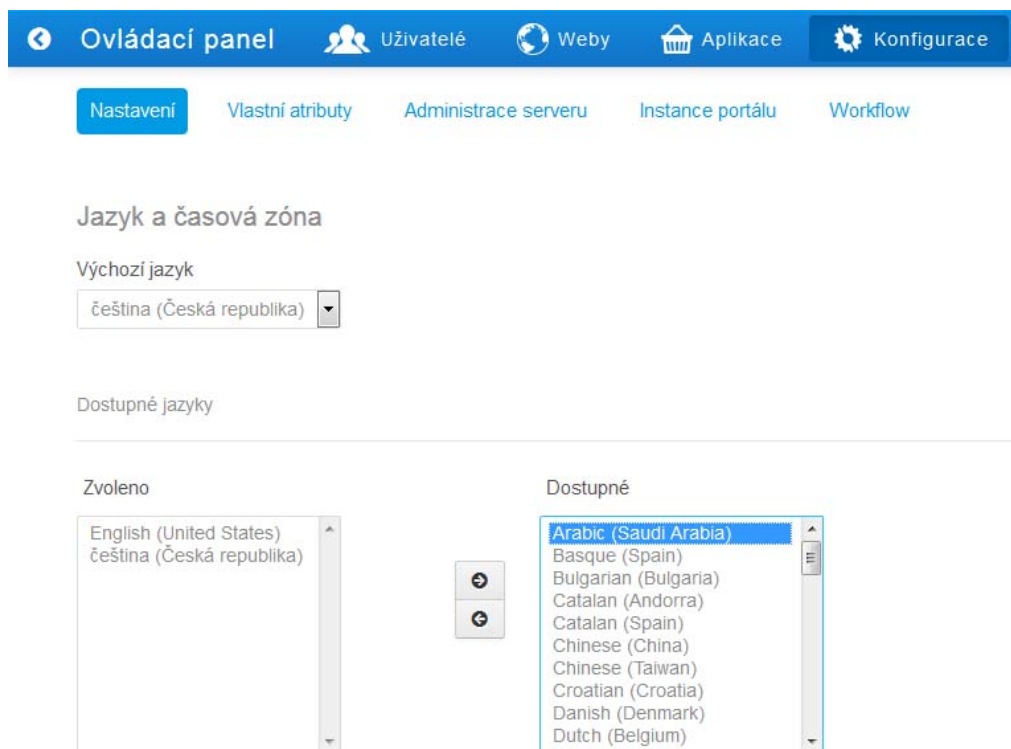 Ovládací panel Uživatelé Weby Aplikace Konfigurace
Nastavení Vlastní atributy Administrace serveru Instance portálu Workflow
Jazyk a časová zóna
Výchozí jazyk
čeština (Česká republika)
Dostupné jazyky
Zvoleno
English (United States)
čeština (Česká republika)
Dostupné
Arabic (Saudi Arabia)
Basque (Spain)
Bulgarian (Bulgaria)
Catalan (Andorra)
Catalan (Spain)
Chinese (China)
Chinese (Taiwan)
Croatian (Croatia)
Danish (Denmark)
Dutch (Belgium)